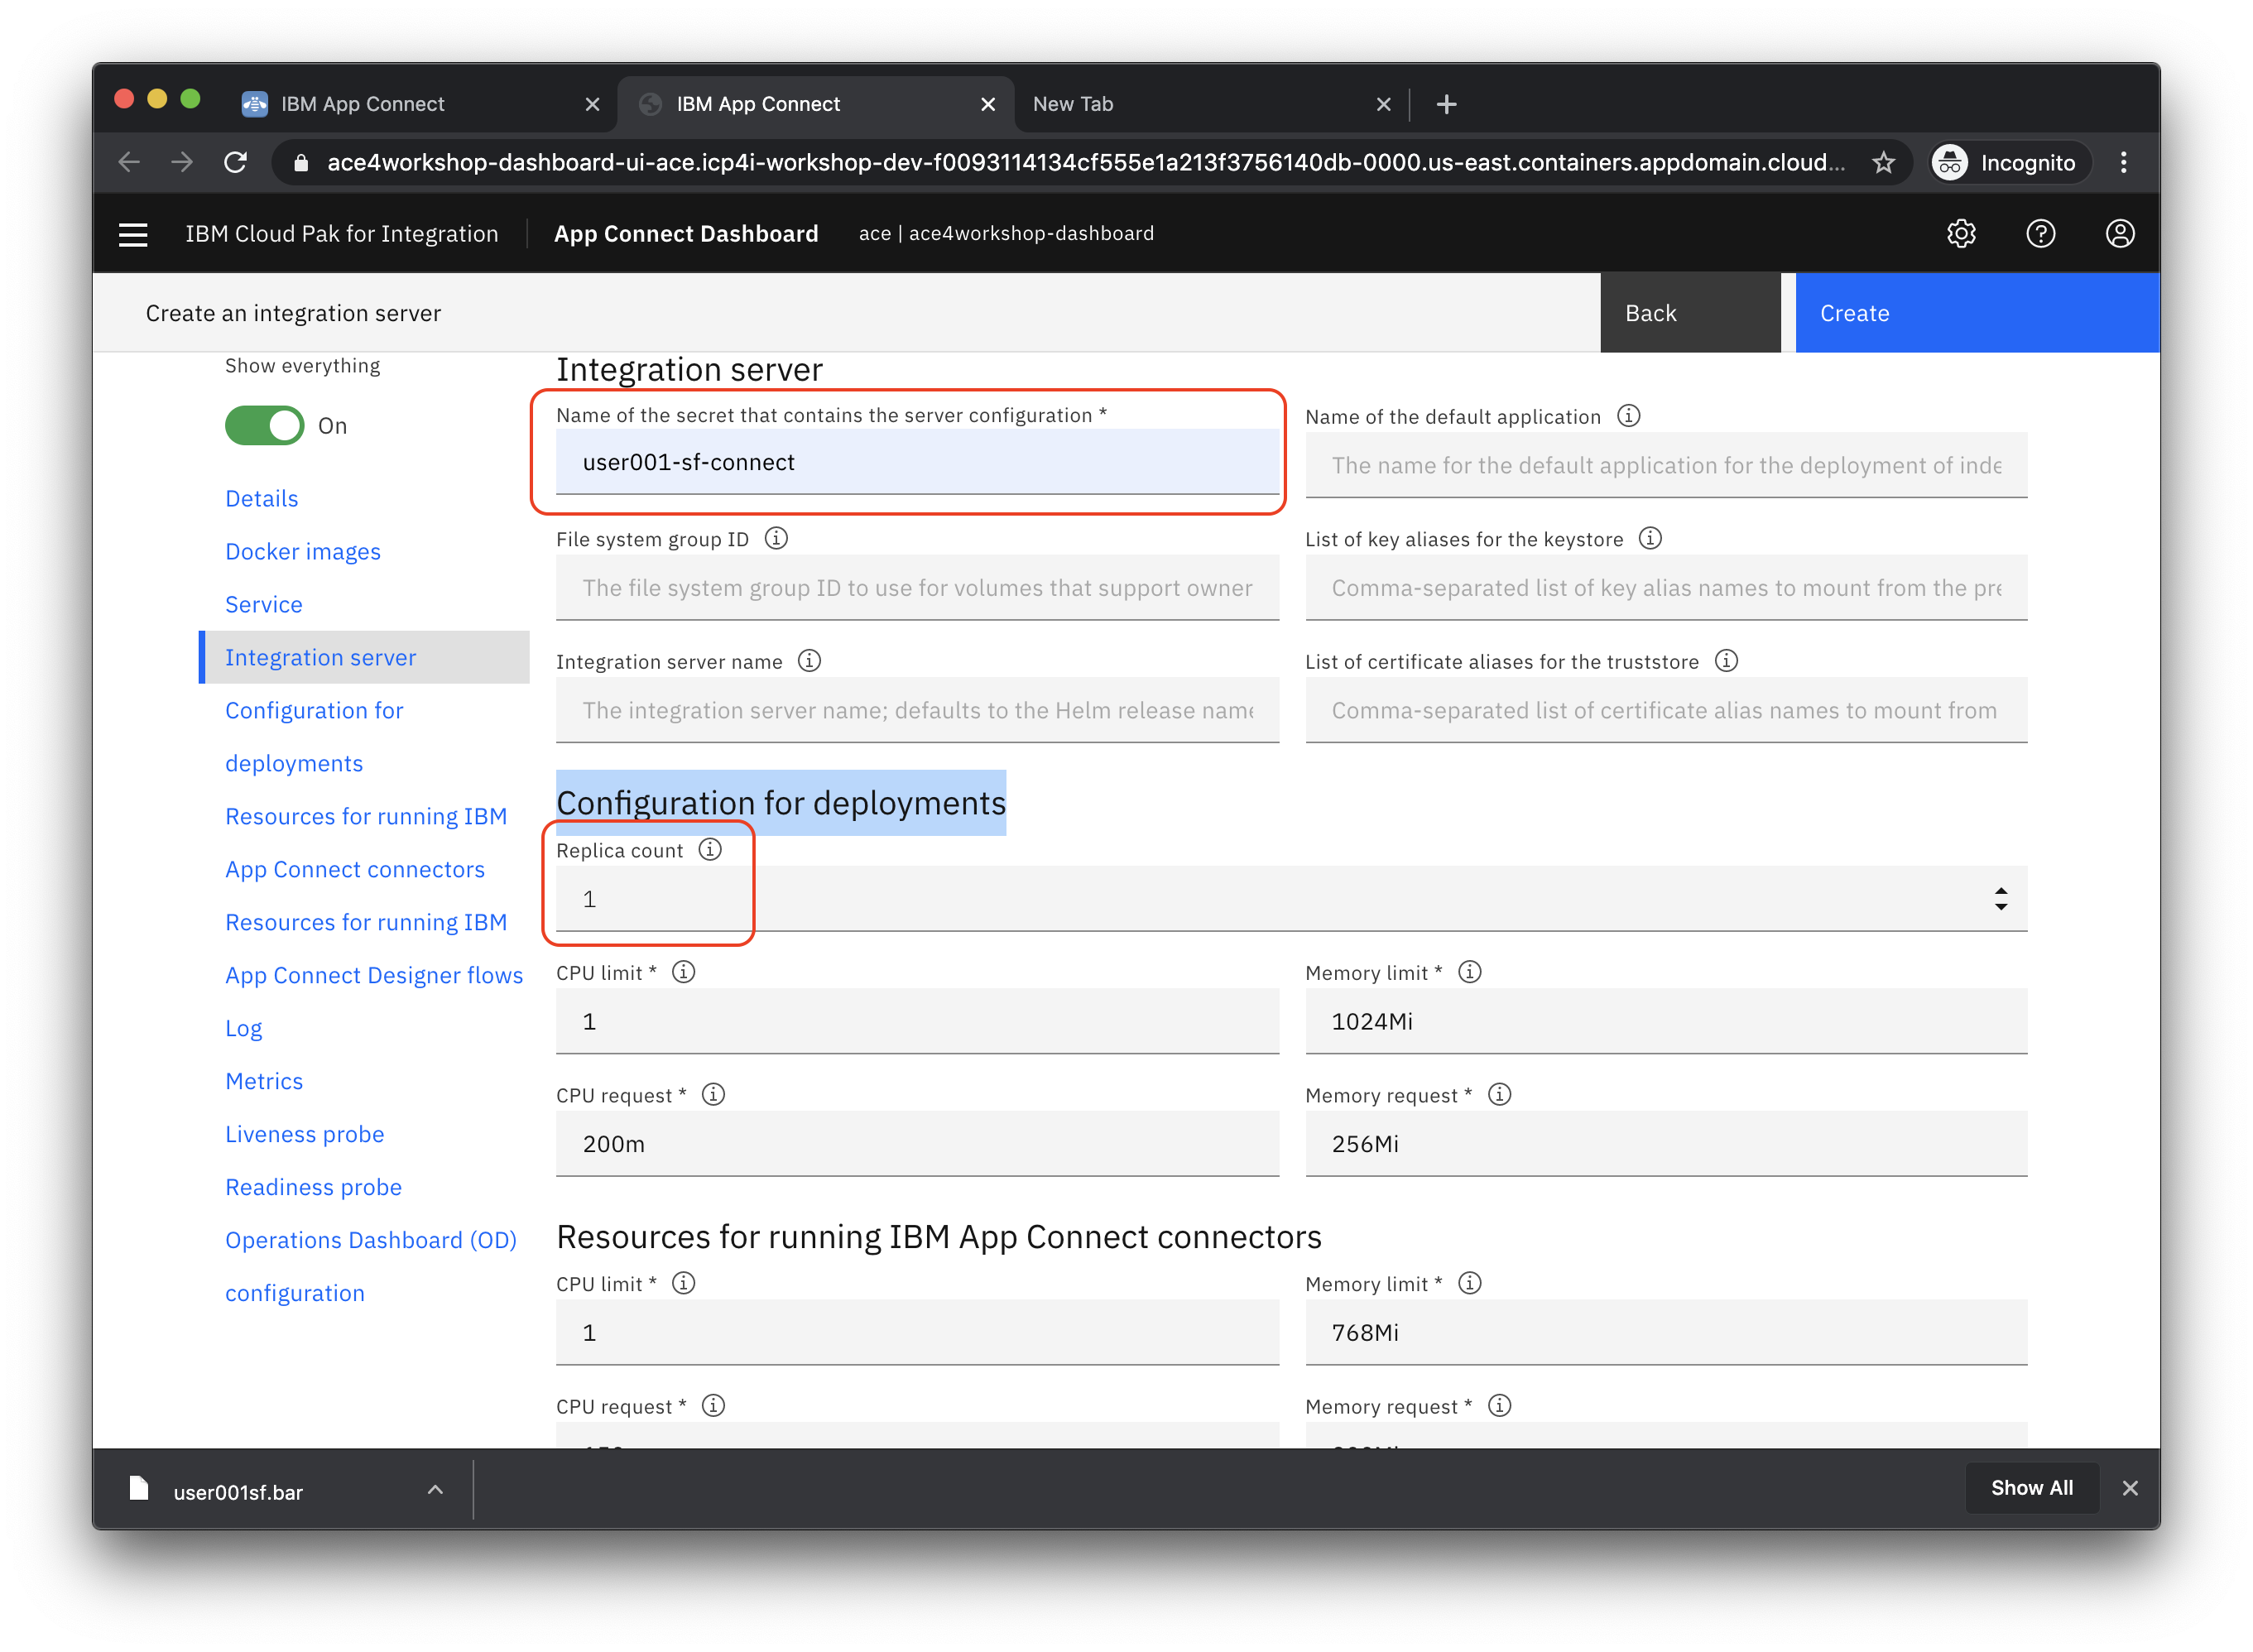 IBM App Connect
IBM App Connect
New Tab
ace4workshop-dashboard-ui-ace.icp4i-workshop-dev-f0093114134cf555e1a213f3756140db-0000.us-east.containers.appdomain.cloud...
Incognito
IBM Cloud Pak for Integration
App Connect Dashboard
ace | ace4workshop-dashboard
Create an integration server
Back
Create
Show everything
On
Details
Docker images
Service
Integration server
Configuration for
deployments
Resources for running IBM
App Connect connectors
Resources for running IBM
App Connect Designer flows
Log
Metrics
Liveness probe
Readiness probe
Operations Dashboard (OD)
configuration
Integration server
Name of the secret that contains the server configuration *
user001-sf-connect
Name of the default application
The name for the default application for the deployment of inde
File system group ID
The file system group ID to use for volumes that support owner
List of key aliases for the keystore
Comma-separated list of key alias names to mount from the pre
Integration server name
The integration server name; defaults to the Helm release name
List of certificate aliases for the truststore
Comma-separated list of certificate alias names to mount from
Configuration for deployments
Replica count
1
CPU limit *
1
Memory limit *
1024Mi
CPU request *
200m
Memory request *
256Mi
Resources for running IBM App Connect connectors
CPU limit *
1
Memory limit *
768Mi
CPU request *
Memory request *
user001sf.bar
Show All